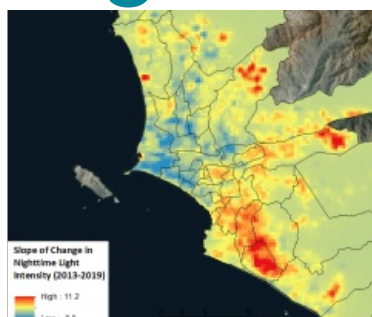 Slope of Change in
Nighttime Light
Intensity (2013-2019)
High : 11.2